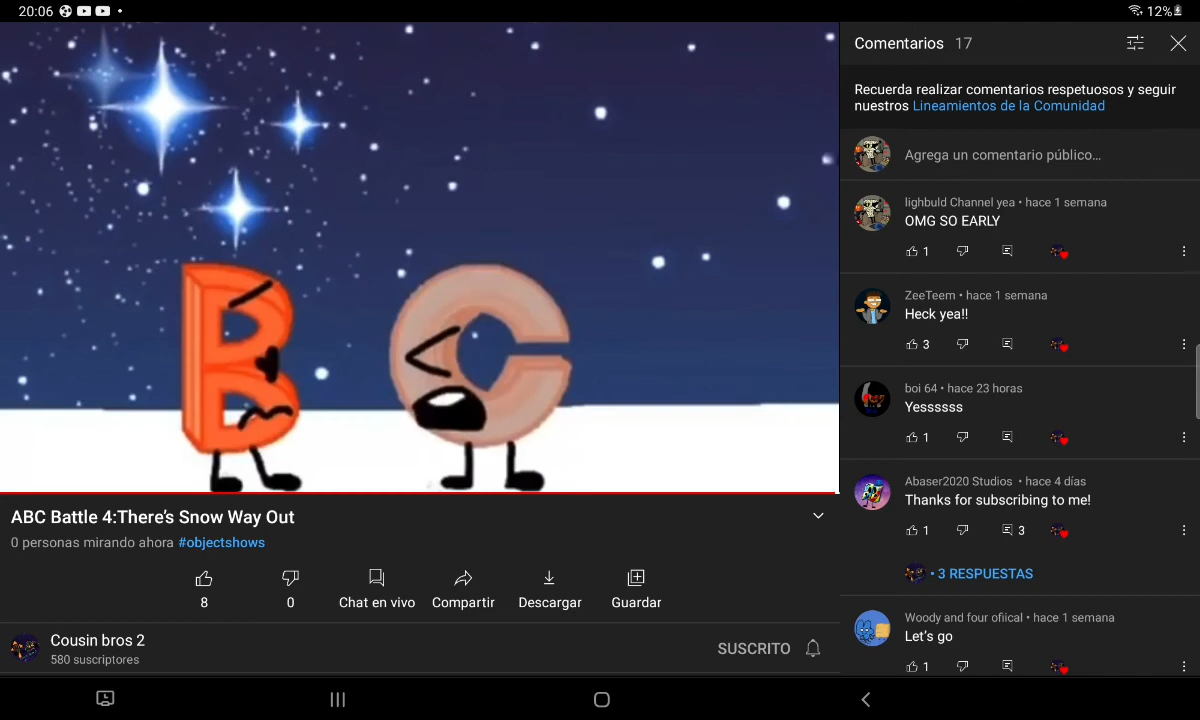 20:06
12%
Comentarios 17
Recuerda realizar comentarios respetuosos y seguir
nuestros Lineamientos de la Comunidad
Agrega un comentario público...
lighbuld Channel yea • hace 1 semana
OMG SO EARLY
1
ZeeTeem • hace 1 semana
Heck yea!!
3
boi 64 • hace 23 horas
Yessssss
1
Abaser2020 Studios • hace 4 días
Thanks for subscribing to me!
1 3
• 3 RESPUESTAS
Woody and four ofiical • hace 1 semana
Let's go
1
B C
ABC Battle 4:There's Snow Way Out
0 personas mirando ahora #objectshows
8 0 Chat en vivo Compartir Descargar Guardar
Cousin bros 2
580 suscriptores
SUSCRITO